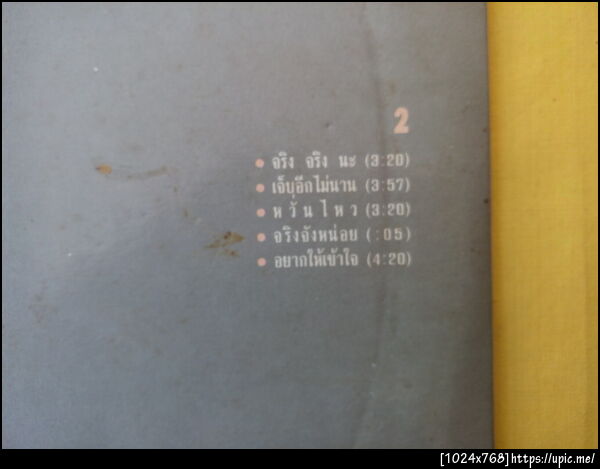 2
● จริง จริง นะ (3:20)
● เจ็บอีกไม่นาน (3:57)
● หวั่นไหว (3:20)
● จริงจังหน่อย (:05)
● อยากให้เข้าใจ (4:20)
[1024x768]https://upic.me/